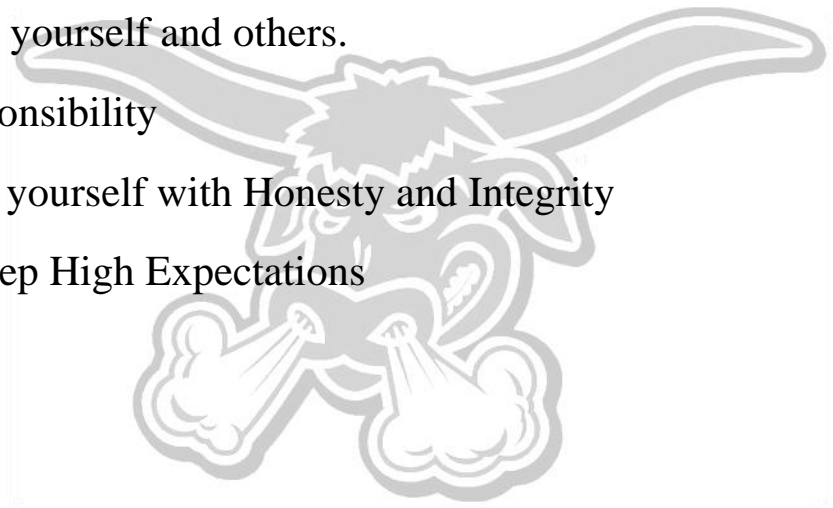 yourself and others.
onsibility
yourself with Honesty and Integrity
ep High Expectations